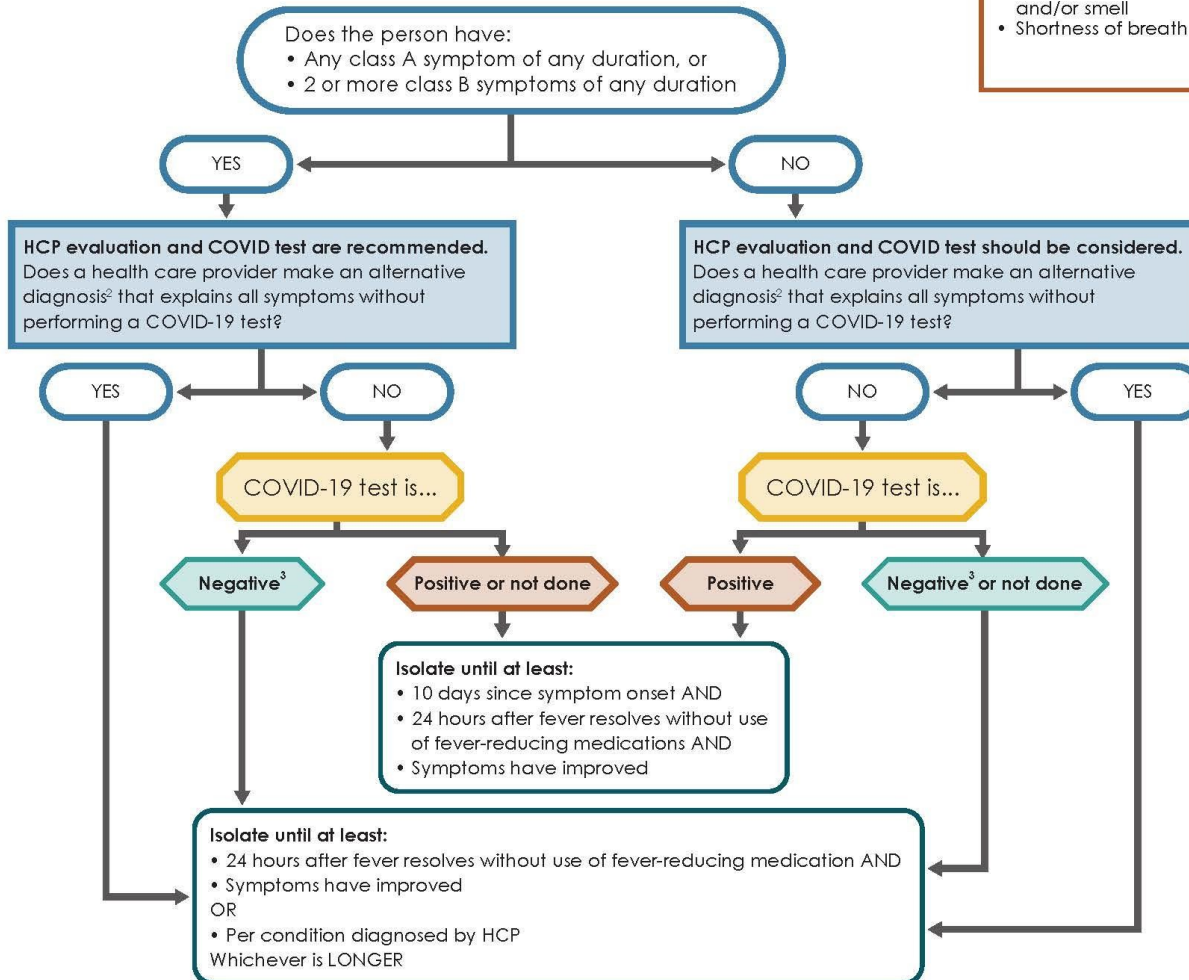 and/or smell
• Shortness of breath
Does the person have:
• Any class A symptom of any duration, or
• 2 or more class B symptoms of any duration
YES
NO
HCP evaluation and COVID test are recommended.
Does a health care provider make an alternative
diagnosis² that explains all symptoms without
performing a COVID-19 test?
HCP evaluation and COVID test should be considered.
Does a health care provider make an alternative
diagnosis² that explains all symptoms without
performing a COVID-19 test?
YES
NO
NO
YES
COVID-19 test is...
COVID-19 test is...
Negative³
Positive or not done
Positive
Negative³ or not done
Isolate until at least:
• 10 days since symptom onset AND
• 24 hours after fever resolves without use
of fever-reducing medications AND
• Symptoms have improved
Isolate until at least:
• 24 hours after fever resolves without use of fever-reducing medication AND
• Symptoms have improved
OR
• Per condition diagnosed by HCP
Whichever is LONGER